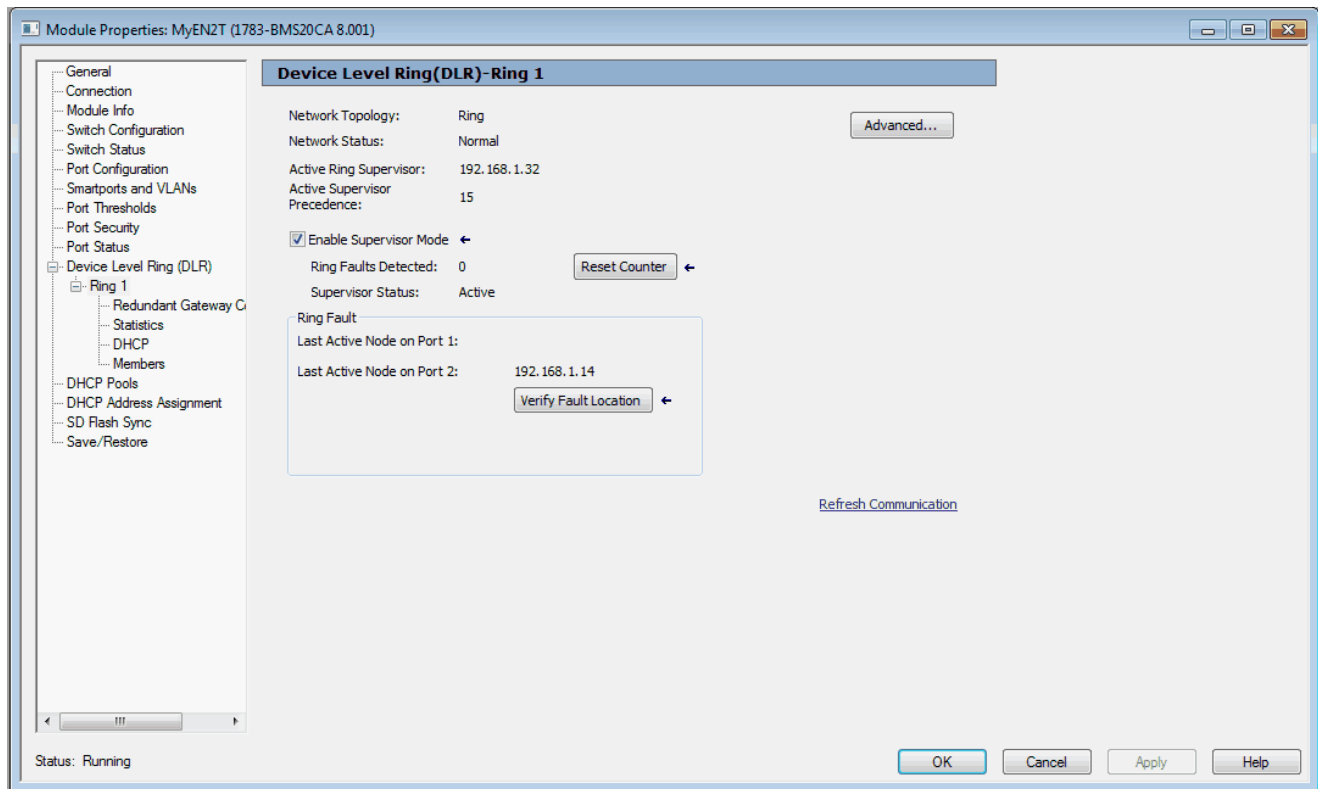 Module Properties: MyEN2T (1783-BMS20CA 8.001)
General
Connection
Module Info
Switch Configuration
Switch Status
Port Configuration
Smartports and VLANs
Port Thresholds
Port Security
Port Status
Device Level Ring (DLR)
Ring 1
Redundant Gateway C
Statistics
DHCP
Members
DHCP Pools
DHCP Address Assignment
SD Flash Sync
Save/Restore
Device Level Ring(DLR)-Ring 1
Network Topology: Ring
Advanced...
Network Status: Normal
Active Ring Supervisor: 192.168.1.32
Active Supervisor
Precedence: 15
Enable Supervisor Mode
Ring Faults Detected: 0 Reset Counter
Supervisor Status: Active
Ring Fault
Last Active Node on Port 1:
Last Active Node on Port 2: 192.168.1.14
Verify Fault Location
Refresh Communication
Status: Running
OK Cancel Apply Help